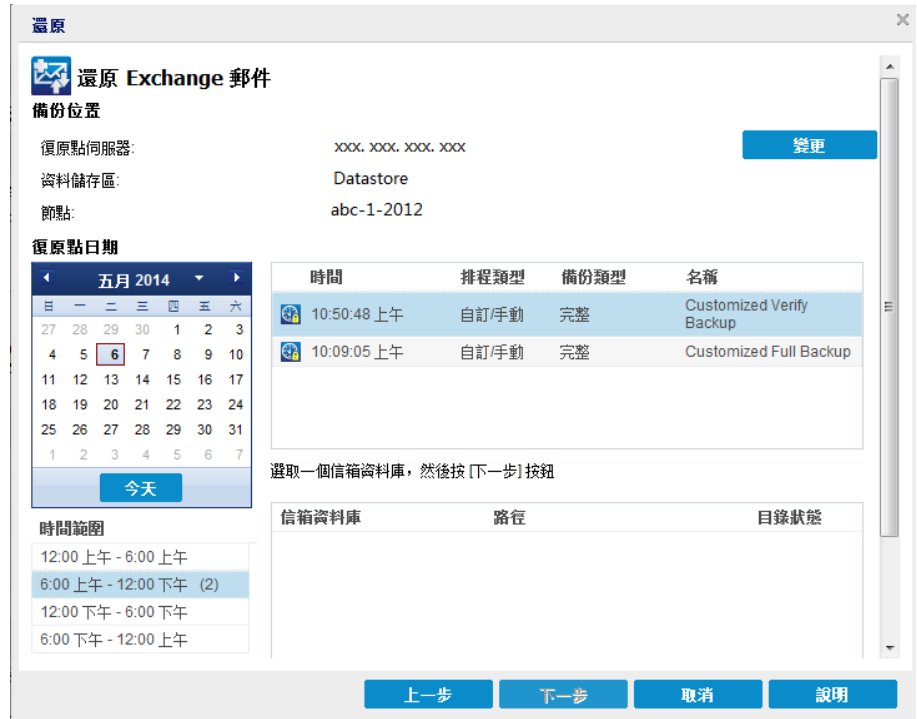 還原
還原 Exchange 郵件
備份位置
復原點伺服器: xxx. xxx. xxx. xxx 變更
資料儲存區: Datastore
節點: abc-1-2012
復原點日期
五月 2014
日 一 二 三 四 五 六
27 28 29 30 1 2 3
4 5 6 7 8 9 10
11 12 13 14 15 16 17
18 19 20 21 22 23 24
25 26 27 28 29 30 31
1 2 3 4 5 6 7
今天
時間範圍
12:00 上午 - 6:00 上午
6:00 上午 - 12:00 下午 (2)
12:00 下午 - 6:00 下午
6:00 下午 - 12:00 上午
時間 排程類型 備份類型 名稱
10:50:48 上午 自訂/手動 完整 Customized Verify
Backup
10:09:05 上午 自訂/手動 完整 Customized Full Backup
選取一個信箱資料庫，然後按 [下一步] 按鈕
信箱資料庫 路徑 目錄狀態
上一步 下一步 取消 說明